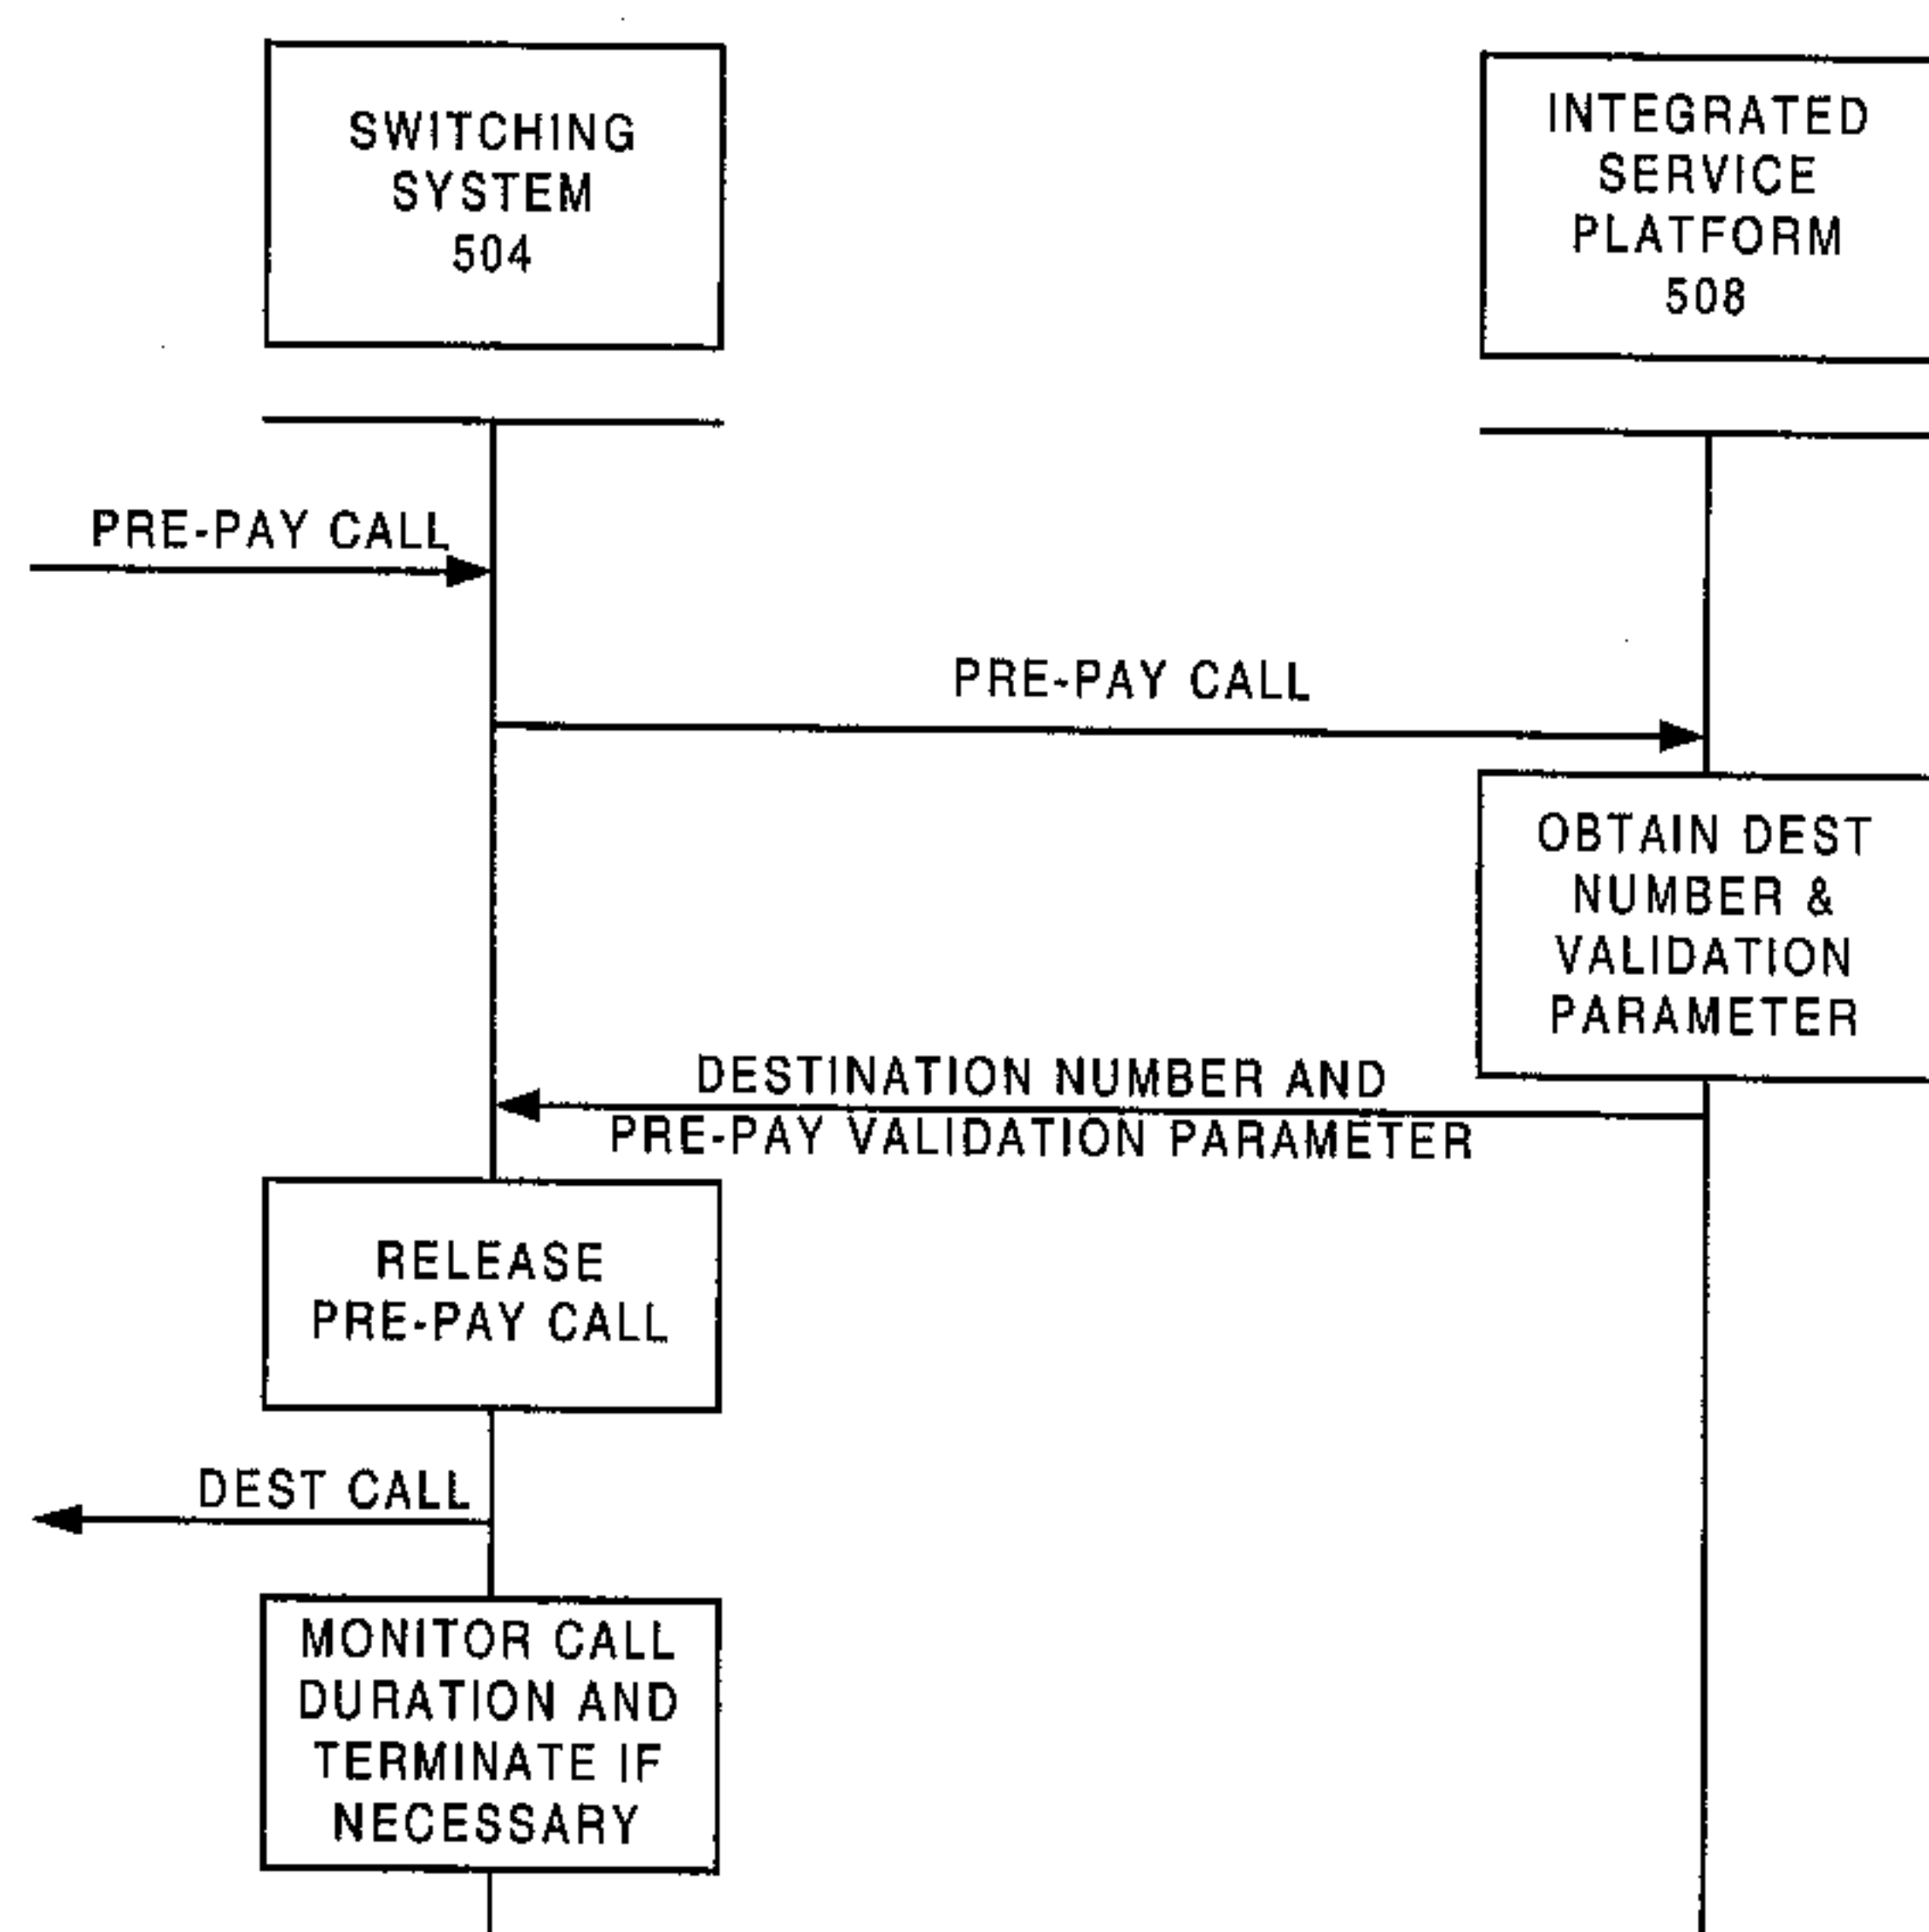 SWITCHING
SYSTEM
504
INTEGRATED
SERVICE
PLATFORM
508
PRE-PAY CALL
PRE-PAY CALL
OBTAIN DEST
NUMBER &
VALIDATION
PARAMETER
DESTINATION NUMBER AND
PRE-PAY VALIDATION PARAMETER
RELEASE
PRE-PAY CALL
DEST CALL
MONITOR CALL
DURATION AND
TERMINATE IF
NECESSARY